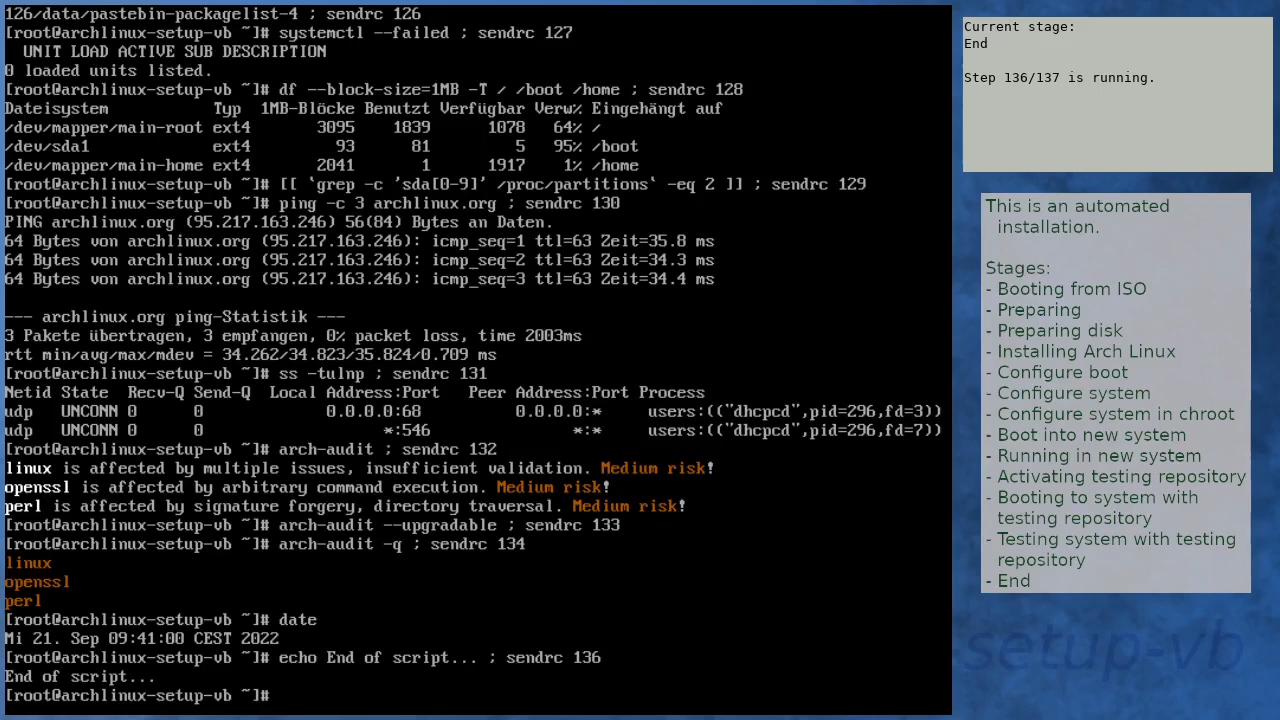 126/data/pastebin-packagelist-4 ; sendrc 126
[root@archlinux-setup-vb ~]# systemctl --failed ; sendrc 127
  UNIT LOAD ACTIVE SUB DESCRIPTION
0 loaded units listed.
[root@archlinux-setup-vb ~]# df --block-size=1MB -T / /boot /home ; sendrc 128
Dateisystem           Typ  1MB-Blöcke Benutzt Verfügbar Verw% Eingehängt auf
/dev/mapper/main-root ext4       3095    1839      1078   64% /
/dev/sda1             ext4         93      81         5   95% /boot
/dev/mapper/main-home ext4       2041       1      1917    1% /home
[root@archlinux-setup-vb ~]# [[ `grep -c 'sda[0-9]' /proc/partitions` -eq 2 ]] ; sendrc 129
[root@archlinux-setup-vb ~]# ping -c 3 archlinux.org ; sendrc 130
PING archlinux.org (95.217.163.246) 56(84) Bytes an Daten.
64 Bytes von archlinux.org (95.217.163.246): icmp_seq=1 ttl=63 Zeit=35.8 ms
64 Bytes von archlinux.org (95.217.163.246): icmp_seq=2 ttl=63 Zeit=34.3 ms
64 Bytes von archlinux.org (95.217.163.246): icmp_seq=3 ttl=63 Zeit=34.4 ms

--- archlinux.org ping-Statistik ---
3 Pakete übertragen, 3 empfangen, 0% packet loss, time 2003ms
rtt min/avg/max/mdev = 34.262/34.823/35.824/0.709 ms
[root@archlinux-setup-vb ~]# ss -tulnp ; sendrc 131
Netid State  Recv-Q Send-Q  Local Address:Port   Peer Address:Port Process
udp   UNCONN 0      0             0.0.0.0:68          0.0.0.0:*     users:(("dhcpcd",pid=296,fd=3))
udp   UNCONN 0      0                   *:546               *:*     users:(("dhcpcd",pid=296,fd=7))
[root@archlinux-setup-vb ~]# arch-audit ; sendrc 132
linux is affected by multiple issues, insufficient validation. Medium risk!
openssl is affected by arbitrary command execution. Medium risk!
perl is affected by signature forgery, directory traversal. Medium risk!
[root@archlinux-setup-vb ~]# arch-audit --upgradable ; sendrc 133
[root@archlinux-setup-vb ~]# arch-audit -q ; sendrc 134
linux
openssl
perl
[root@archlinux-setup-vb ~]# date
Mi 21. Sep 09:41:00 CEST 2022
[root@archlinux-setup-vb ~]# echo End of script... ; sendrc 136
End of script...
[root@archlinux-setup-vb ~]#
Current stage:
End

Step 136/137 is running.
This is an automated
installation.

Stages:
- Booting from ISO
- Preparing
- Preparing disk
- Installing Arch Linux
- Configure boot
- Configure system
- Configure system in chroot
- Boot into new system
- Running in new system
- Activating testing repository
- Booting to system with
testing repository
- Testing system with testing
repository
- End
setup-vb